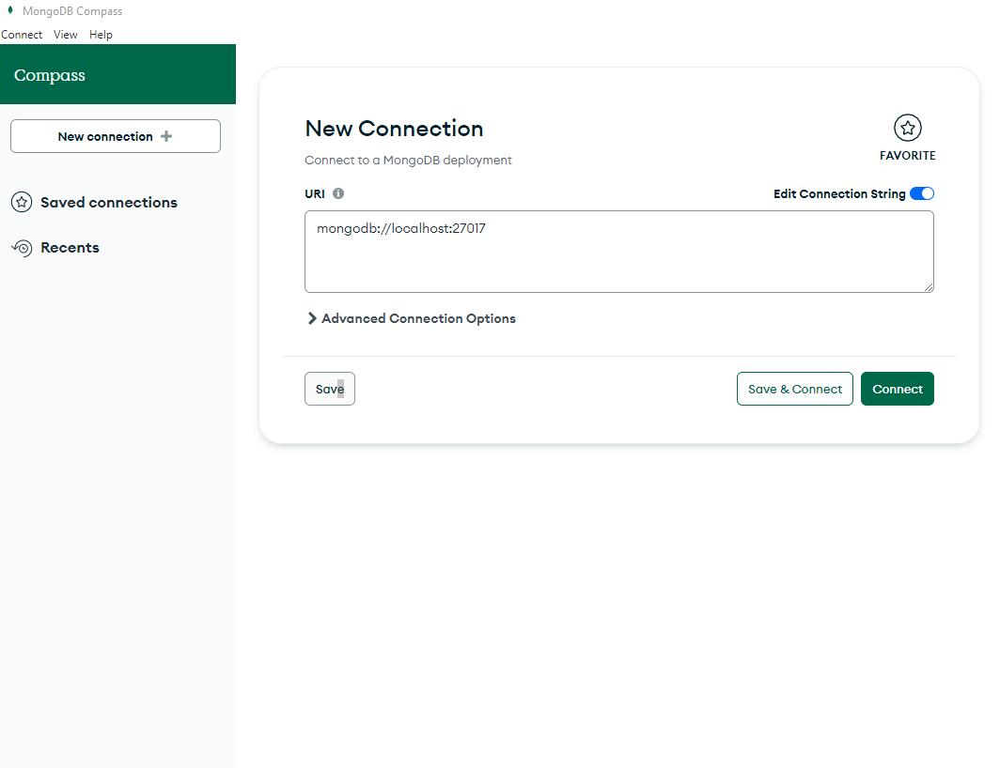 MongoDB Compass
Connect View Help
Compass
New connection
Saved connections
Recents
New Connection
Connect to a MongoDB deployment
FAVORITE
URI
Edit Connection String
mongodb://localhost:27017
Advanced Connection Options
Save
Save & Connect
Connect